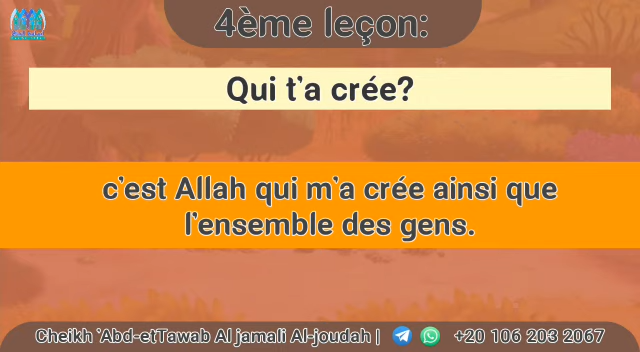 4ème leçon:
Qui t'a crée?
c'est Allah qui m'a crée ainsi que
l'ensemble des gens.
Cheikh 'Abd-etTawab Al jamali Al-joudah | +20 106 203 2067